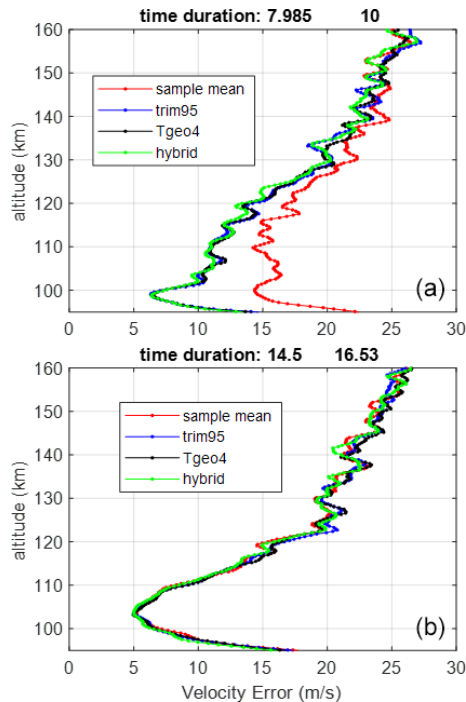 time duration: 7.985 10
160
150
140
130
120
110
100
altitude (km)
sample mean
trim95
Tgeo4
hybrid
(a)
0 5 10 15 20 25 30
time duration: 14.5 16.53
160
150
140
130
120
110
100
altitude (km)
sample mean
trim95
Tgeo4
hybrid
(b)
0 5 10 15 20 25 30
Velocity Error (m/s)